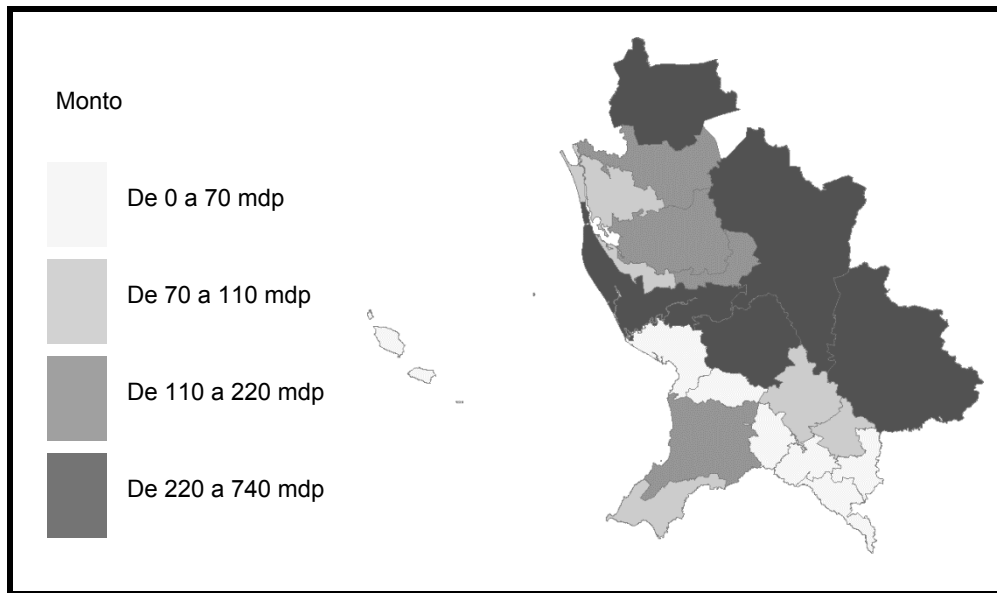 Monto
De 0 a 70 mdp
De 70 a 110 mdp
De 110 a 220 mdp
De 220 a 740 mdp